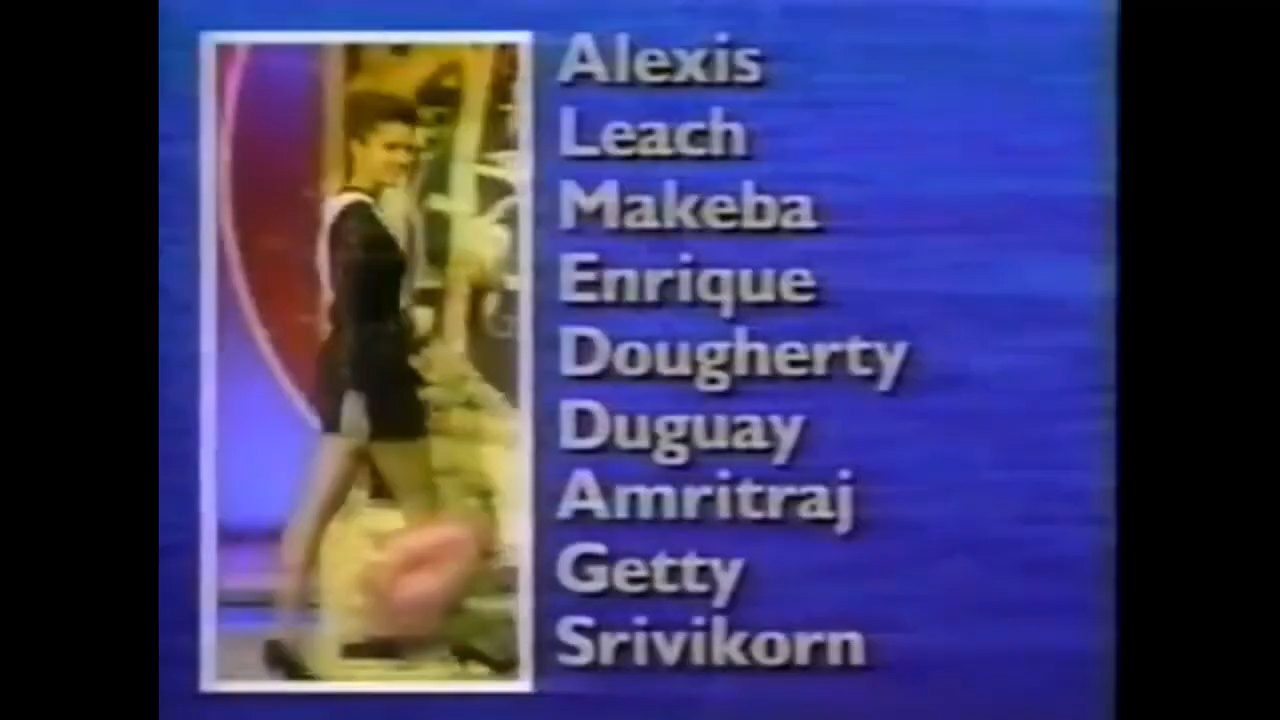 Alexis
Leach
Makeba
Enrique
Dougherty
Duguay
Amritraj
Getty
Srivikorn